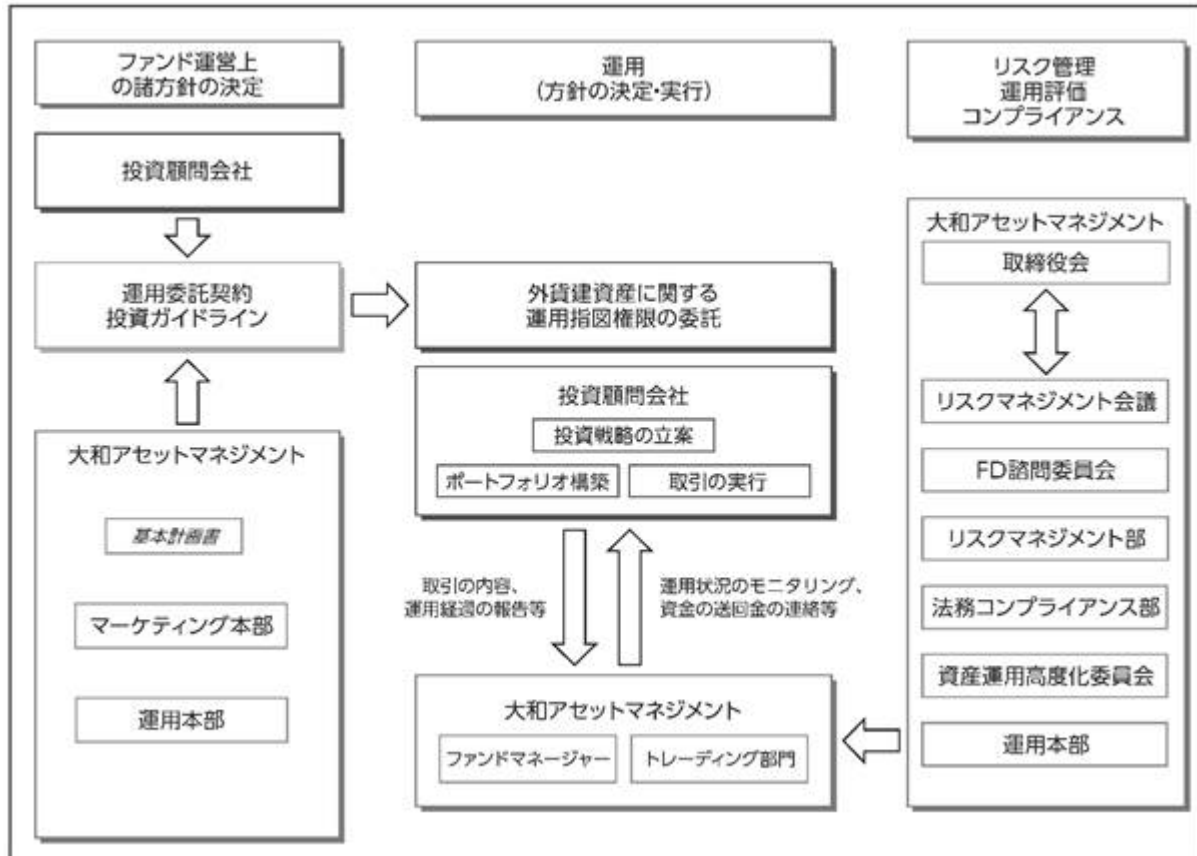 ファンド運営上
の諸方針の決定
投資顧問会社
運用委託契約
投資ガイドライン
大和アセットマネジメント
基本計画書
マーケティング本部
運用本部
運用
(方針の決定・実行)
外貨建資産に関する
運用指図権限の委託
投資顧問会社
投資戦略の立案
ポートフォリオ構築
取引の実行
取引の内容、
運用経過の報告等
運用状況のモニタリング、
資金の送回金の連絡等
大和アセットマネジメント
ファンドマネージャー
トレーディング部門
リスク管理
運用評価
コンプライアンス
大和アセットマネジメント
取締役会
リスクマネジメント会議
FD諮問委員会
リスクマネジメント部
法務コンプライアンス部
資産運用高度化委員会
運用本部